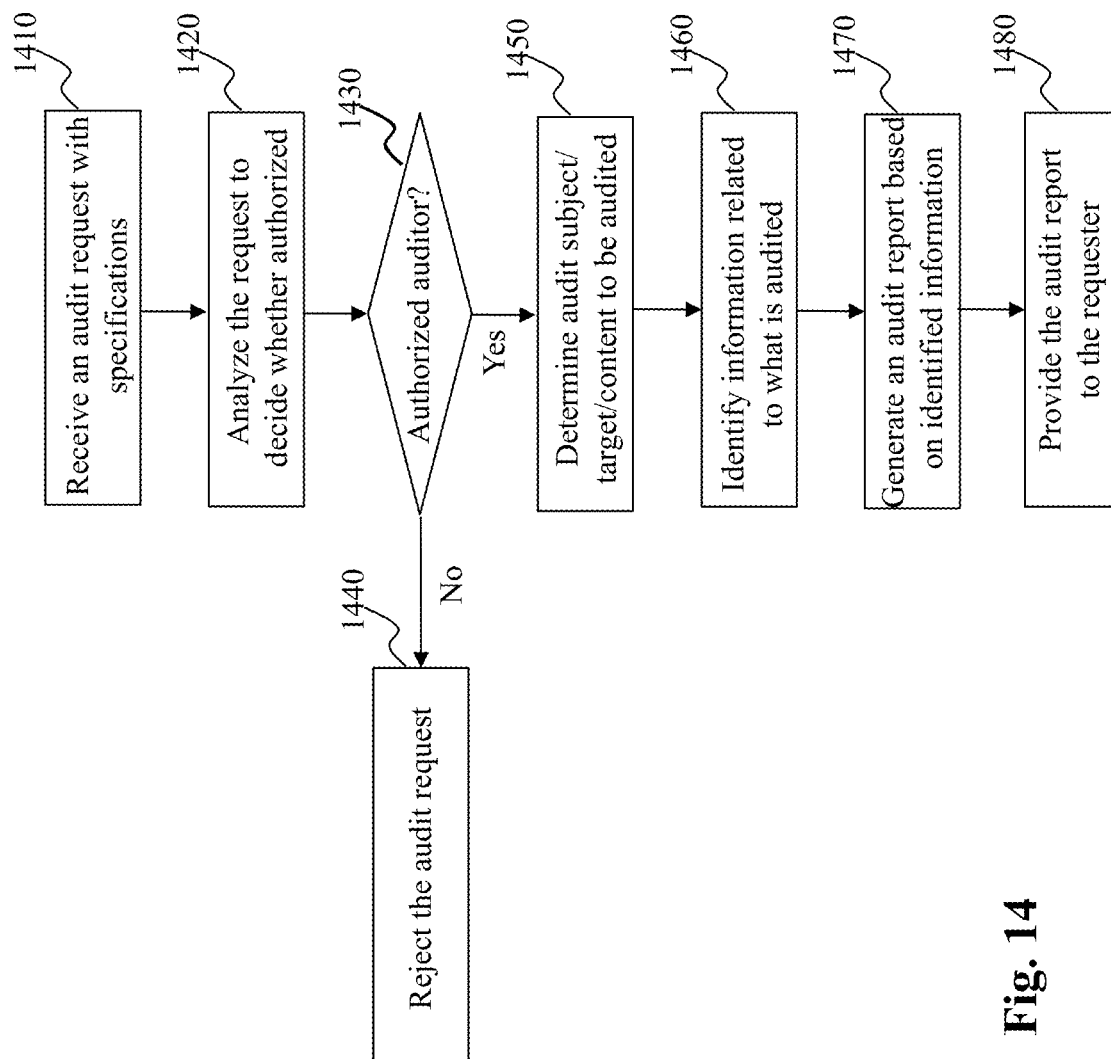 1410
Receive an audit request with
specifications
1420
Analyze the request to
decide whether authorized
1430
Authorized auditor?
No
1440
Reject the audit request
Yes
1450
Determine audit subject/
target/content to be audited
1460
Identify information related
to what is audited
1470
Generate an audit report based
on identified information
1480
Provide the audit report
to the requester
Fig. 14